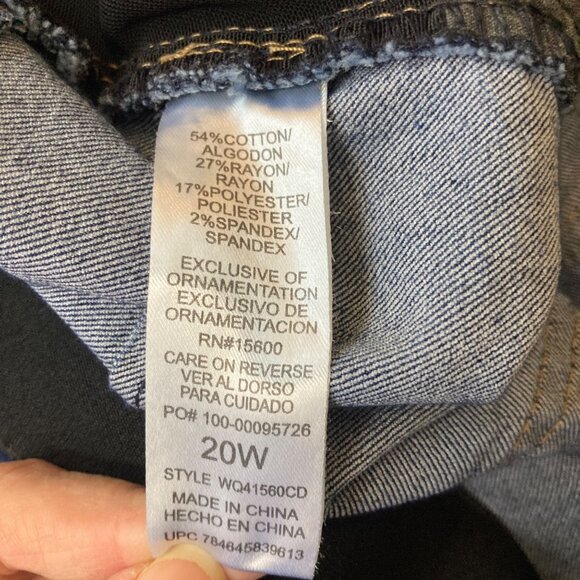 54%COTTON/
ALGODON
27%RAYON/
RAYON
17%POLYESTER/
POLIESTER
2%SPANDEX/
SPANDEX
EXCLUSIVE OF
ORNAMENTATION
EXCLUSIVO DE
ORNAMENTACION
RN#15600
CARE ON REVERSE
VER AL DORSO
PARA CUIDADO
PO# 100-00095726
20W
STYLE WQ41560CD
MADE IN CHINA
HECHO EN CHINA
UPC 784645839613